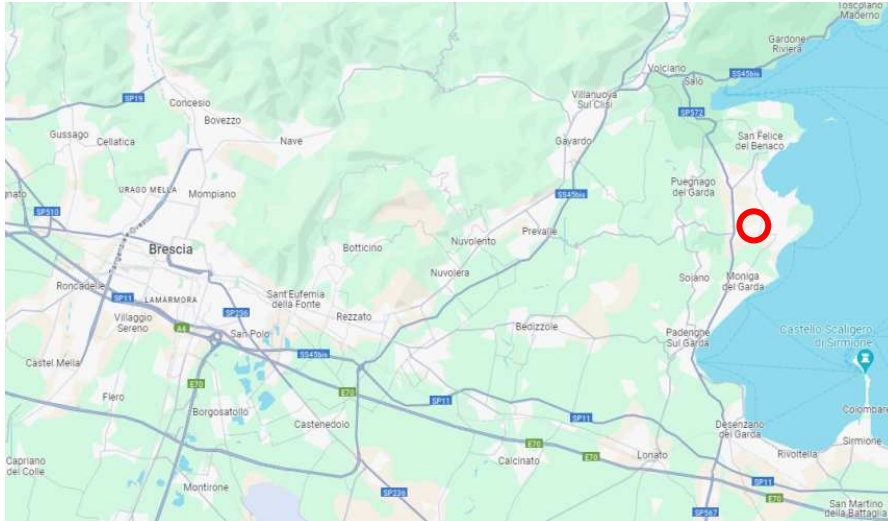 Toscolano
Maderno
Gardone
Riviera
Volciano
Salò
SS45bis
SP19
Concesio
Villanuova
Sul Clisi
Bovezzo
SP572
Gussago
Cellatica
Nave
Gavardo
San Felice
del Benaco
URAGO MELLA
Mompiano
Puegnago
del Garda
SS45bis
SP510
Brescia
Botticino
Nuvolento
Prevalle
Nuvolera
Soiano
Moniga
del Garda
Roncadelle
SP11
LAMARMORA
Sant'Eufemia
della Fonte
SP236
Rezzato
Villaggio
Sereno
A4
San Polo
Bedizzole
Padenghe
Sul Garda
Castello Scaligero
di Sirmione
SS45bis
Castel Mella
E70
E70
Flero
Borgosatollo
SP11
Colombare
Castenedolo
SP11
Desenzano
del Garda
Sirmione
Capriano
del Colle
Calcinato
E70
Lonato
Rivoltella
Montirone
SP236
SP11
E70
SP567
San Martino
della Battaglia